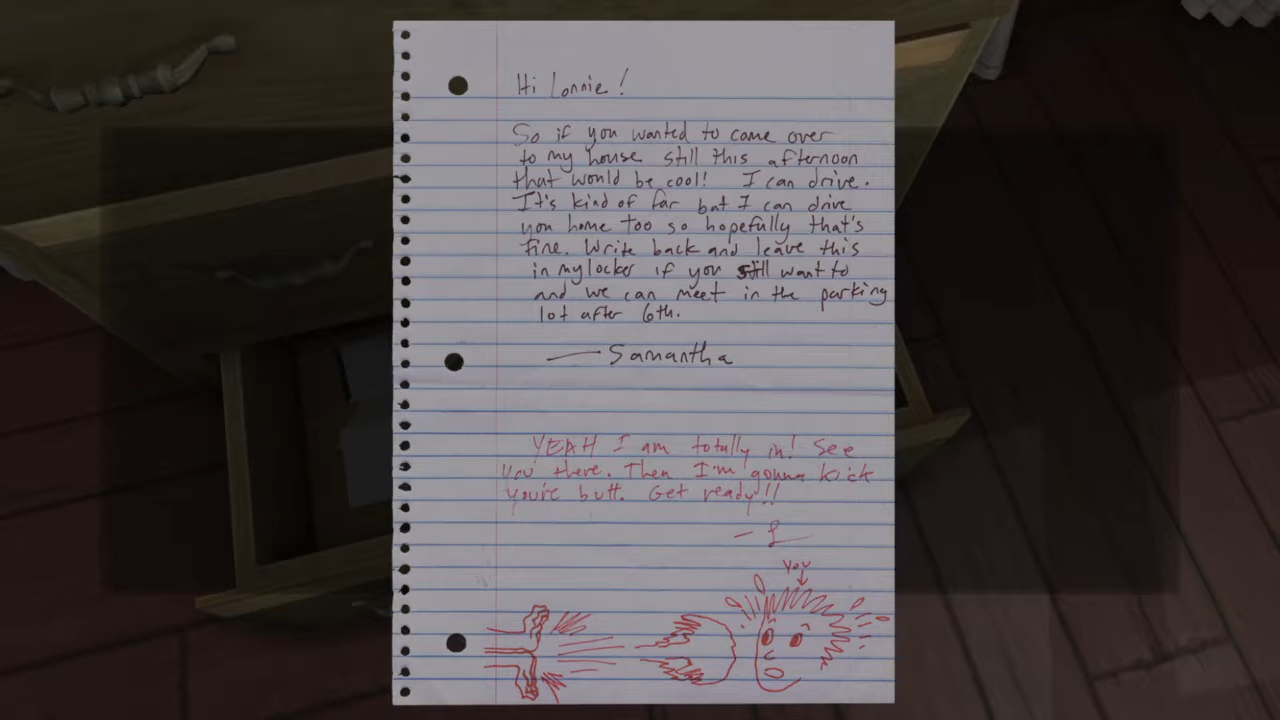 Hi Lonnie!
So if you wanted to come over
to my house still this afternoon
that would be cool! I can drive.
It's kind of far but I can drive
you home too so hopefully that's
fine. Write back and leave this
in my locker if you still want to
and we can meet in the parking
lot after 6th.
— Samantha
YEAH I am totally in! See
you there. Then I'm gonna kick
you're butt. Get ready!!
- L
you